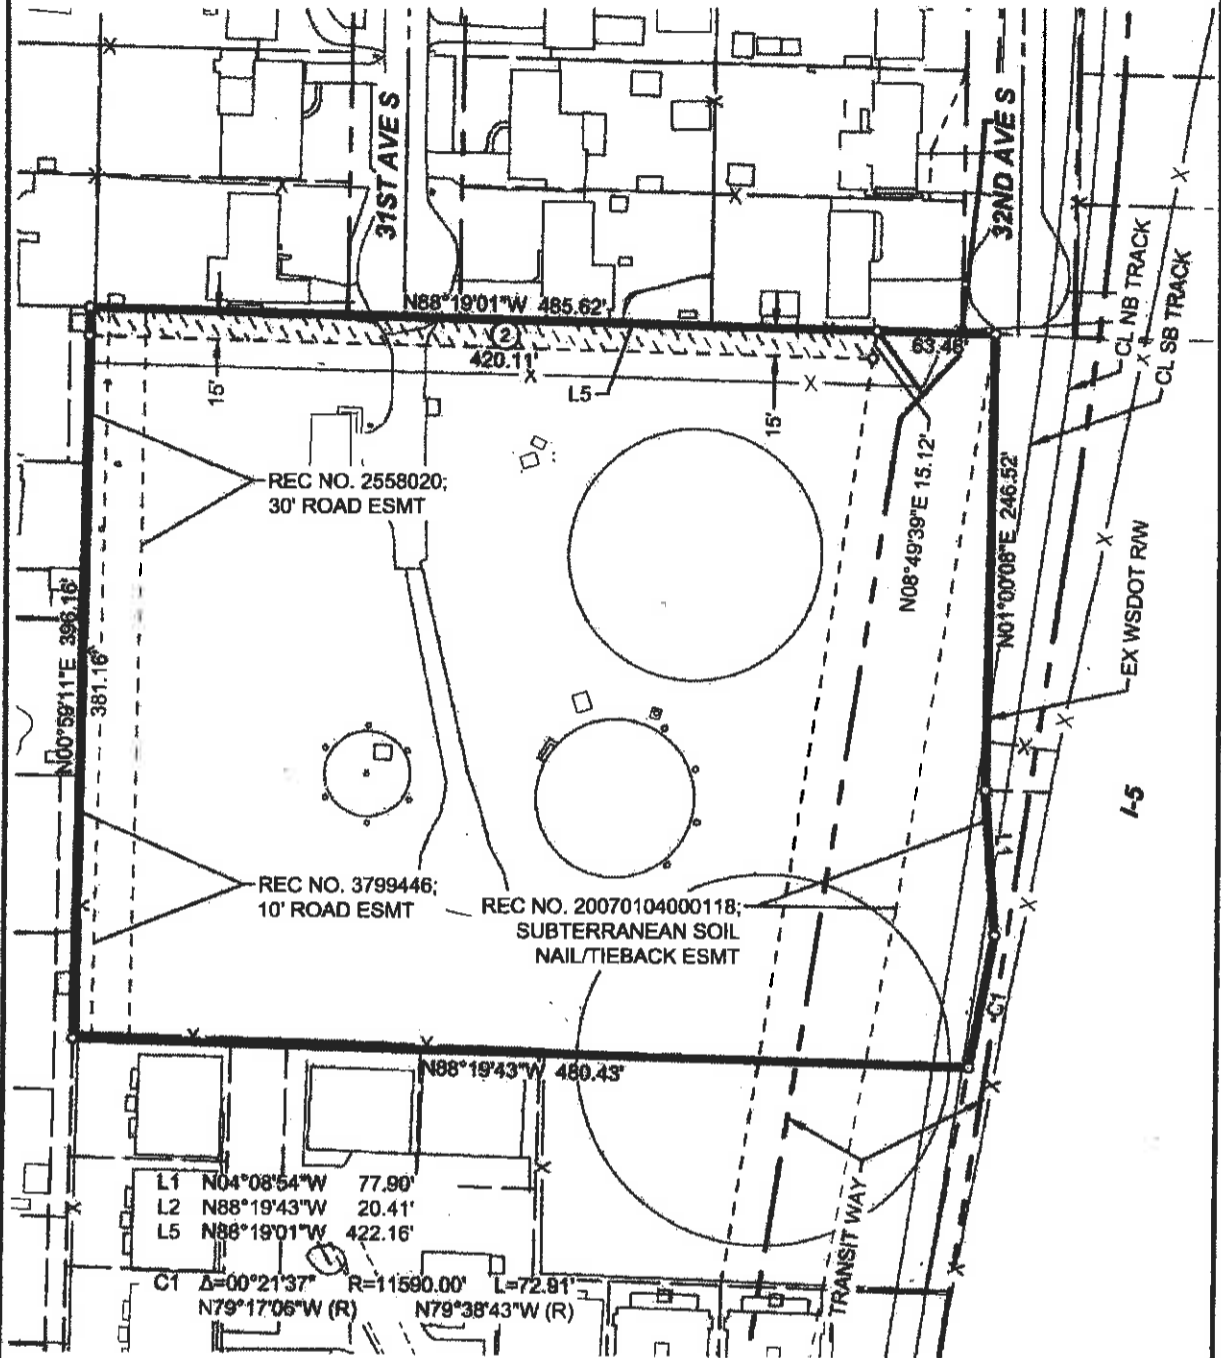 31ST AVE S
32ND AVE S
CL NB TRACK
CL SB TRACK
N88°19'01"W 485.62'
2
420.11'
63.46'
15'
L5
15'
REC NO. 2558020;
30' ROAD ESMT
N08°49'39"E 15.12'
N01°00'08"E 246.52'
EX WSDOT R/W
N00°59'11"E 396.16'
381.16'
I-5
L1
REC NO. 3799446;
10' ROAD ESMT
REC NO. 20070104000118;
SUBTERRANEAN SOIL
NAIL/TIEBACK ESMT
C1
N88°19'43"W 480.43'
TRANSIT WAY
L1 N04°08'54"W 77.90'
L2 N88°19'43"W 20.41'
L5 N88°19'01"W 422.16'
C1 Δ=00°21'37" R=11590.00' L=72.91'
N79°17'06"W (R) N79°38'43"W (R)